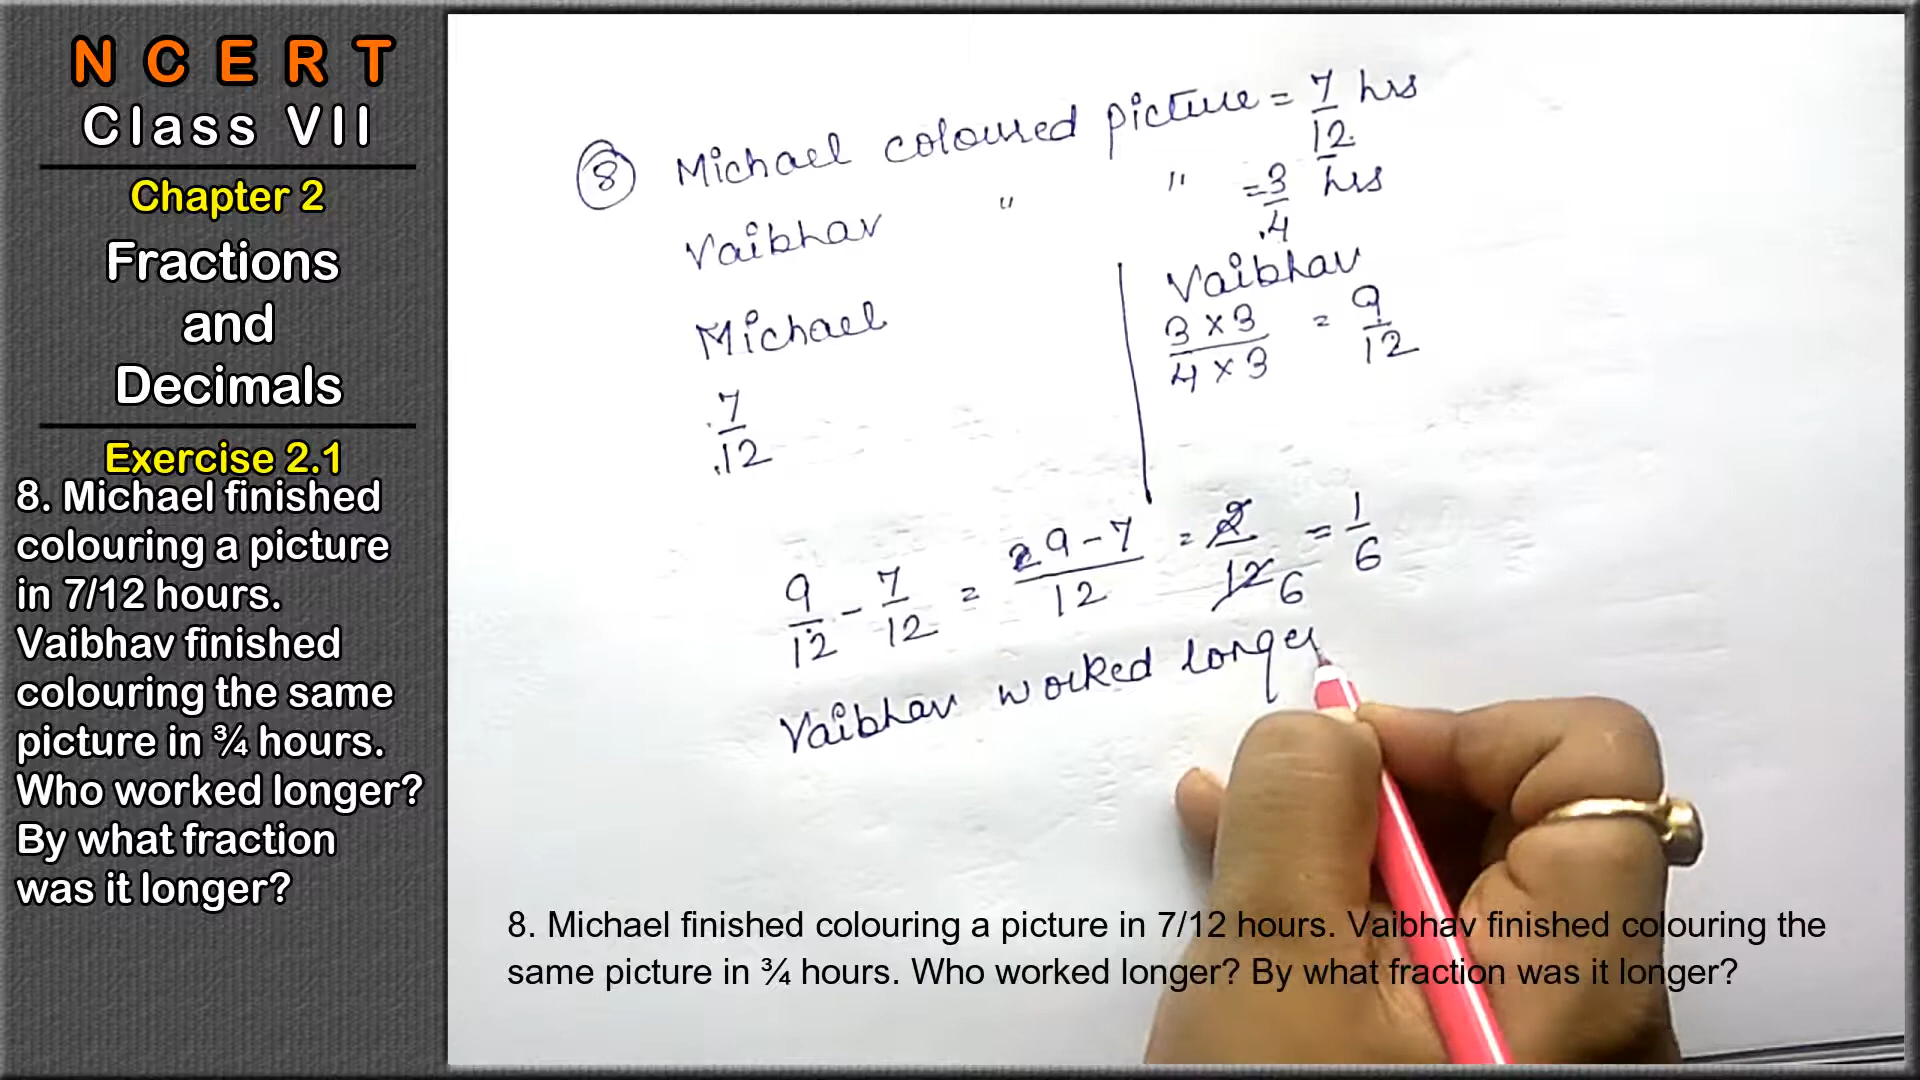 N C E R T
Class VII
Chapter 2
Fractions
and
Decimals
Exercise 2.1
8. Michael finished
colouring a picture
in 7/12 hours.
Vaibhav finished
colouring the same
picture in ¾ hours.
Who worked longer?
By what fraction
was it longer?
8 Michael coloured picture = 7/12 hrs
Vaibhav " " = 3/4 hrs
Michael
7/12
Vaibhav
3 x 3 / 4 x 3 = 9/12
9/12 - 7/12 = 9-7/12 = 2/12 6 = 1/6
Vaibhav worked longer
8. Michael finished colouring a picture in 7/12 hours. Vaibhav finished colouring the
same picture in ¾ hours. Who worked longer? By what fraction was it longer?